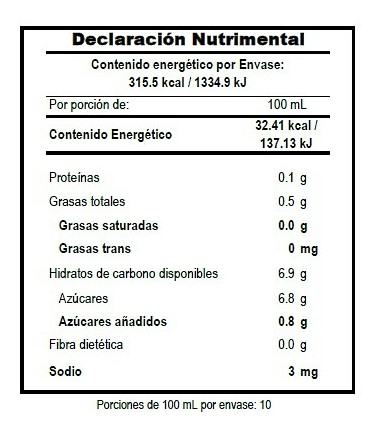 Declaración Nutrimental
Contenido energético por Envase:
315.5 kcal / 1334.9 kJ
Por porción de: 100 mL
Contenido Energético 32.41 kcal /
137.13 kJ
Proteínas 0.1 g
Grasas totales 0.5 g
Grasas saturadas 0.0 g
Grasas trans 0 mg
Hidratos de carbono disponibles 6.9 g
Azúcares 6.8 g
Azúcares añadidos 0.8 g
Fibra dietética 0.0 g
Sodio 3 mg
Porciones de 100 mL por envase: 10